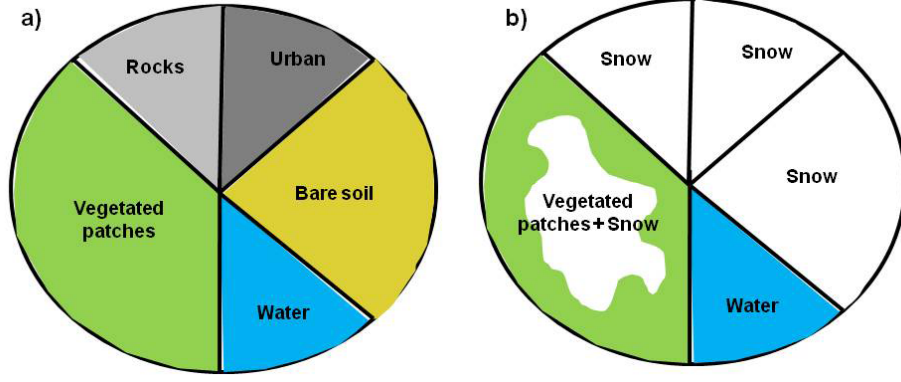 a)
Rocks
Urban
Bare soil
Vegetated
patches
Water
b)
Snow
Snow
Snow
Vegetated
patches+Snow
Water